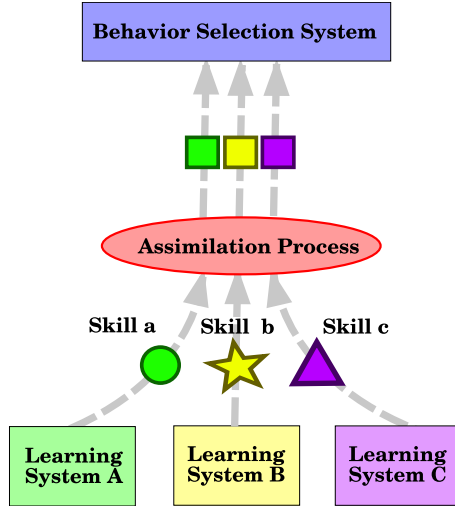 Behavior Selection System
Assimilation Process
Skill a
Skill b
Skill c
Learning
System A
Learning
System B
Learning
System C